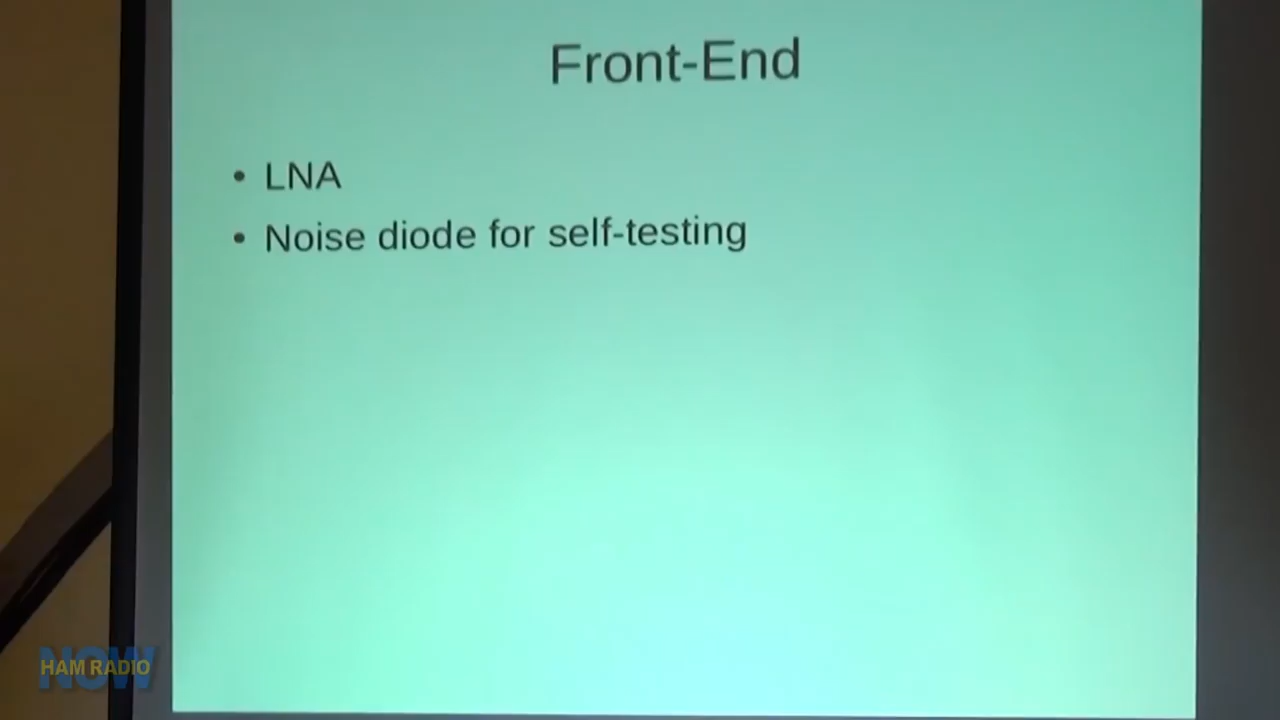 Front-End
• LNA
• Noise diode for self-testing
HAM RADIO
NOW